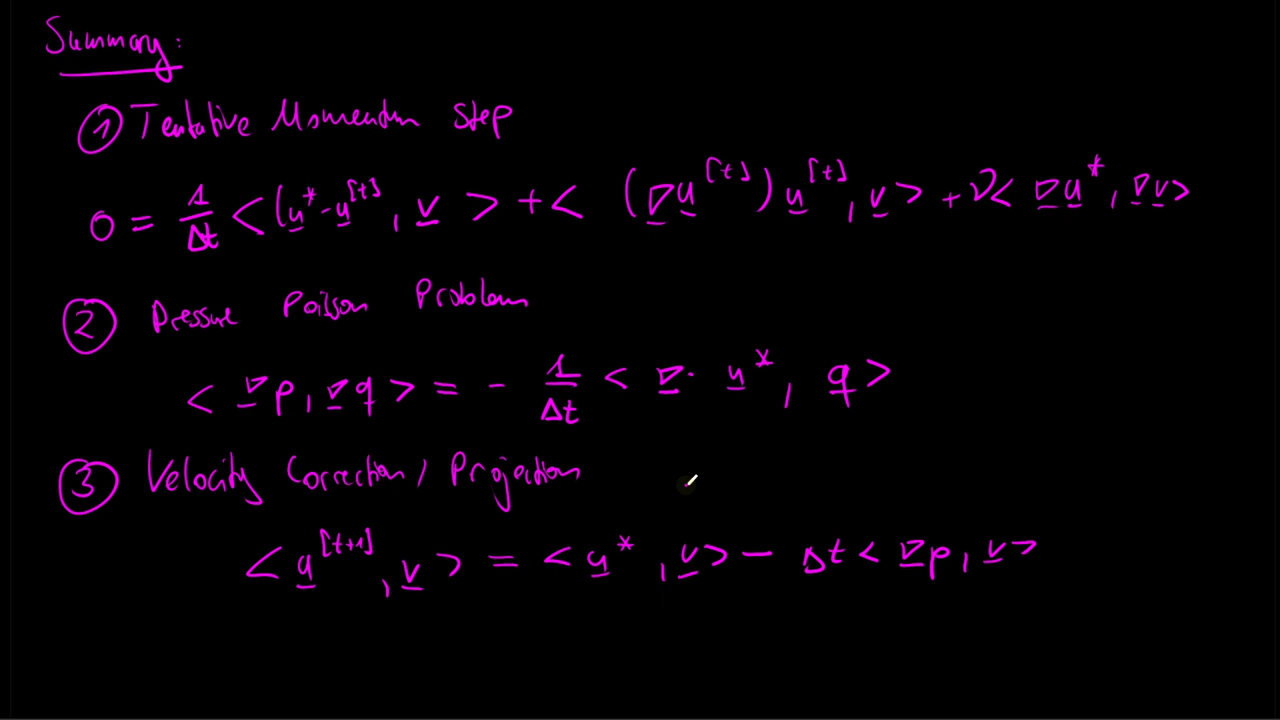 Summary:
① Tentative Momentum Step
0 = 1/Δt <(u* - u^[t], v> + < (∇u^[t]) u^[t], v> + ν< ∇u*, ∇v>
② Pressure Poisson Problem
< ∇p, ∇q > = - 1/Δt < ∇· u*, q>
③ Velocity Correction / Projection
< u^[t+1], v > = < u*, v> - Δt < ∇p, v>